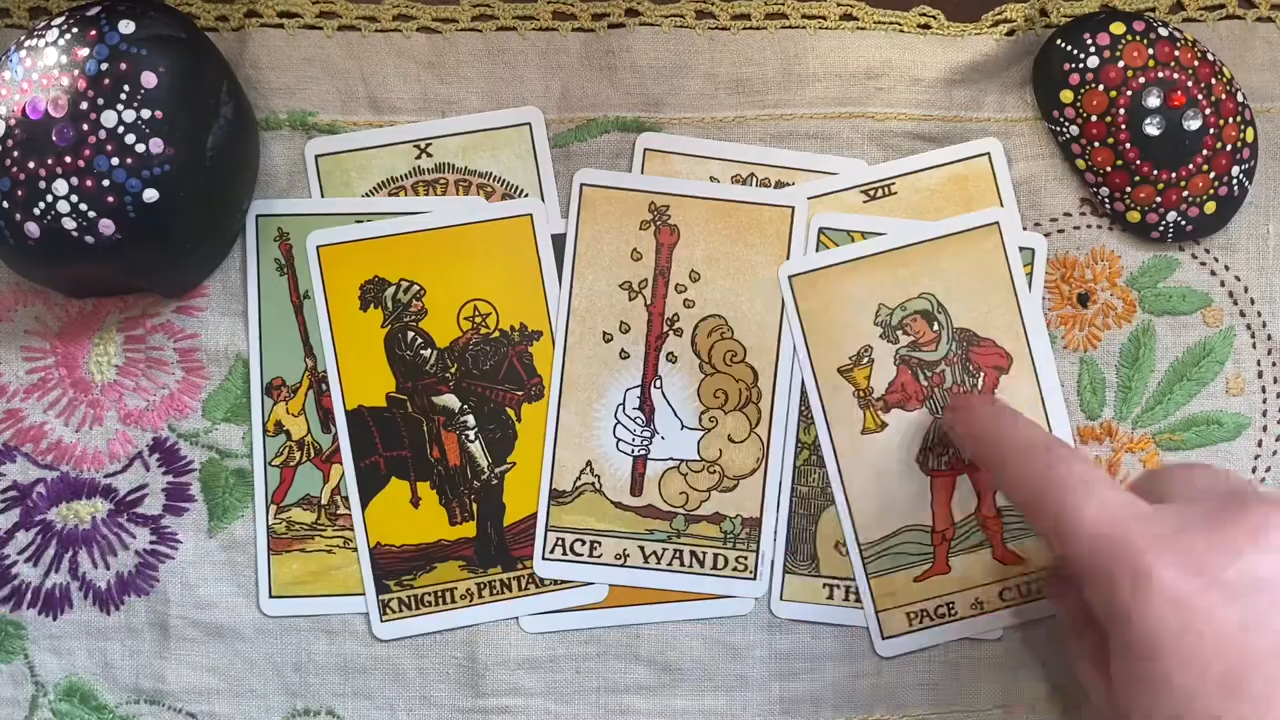 X
VII
KNIGHT of PENTAC
ACE of WANDS.
TH
PAGE of CU